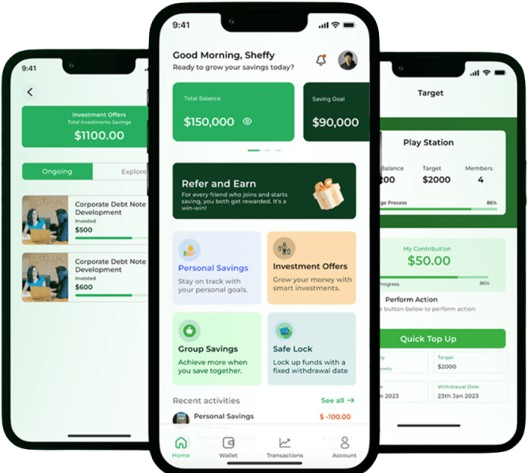 9:41
Investment Offers
Total Investments Savings
$1100.00
Ongoing
Explore
Corporate Debt Note
Development
Invested
$500
Corporate Debt Note
Development
Invested
$600
9:41
Good Morning, Sheffy
Ready to grow your savings today?
Total Balance
$150,000
Saving Goal
$90,000
Refer and Earn
For every friend who joins and starts
saving, you both get rewarded. It's a
win-win!
Personal Savings
Stay on track with
your personal goals.
Investment Offers
Grow your money with
smart investments.
Group Savings
Achieve more when
you save together.
Safe Lock
Lock up funds with a
fixed withdrawal date
Recent activities
See all →
Personal Savings
$ -100.00
Home
Wallet
Transactions
Account
Target
Play Station
Balance
Target
$2000
Members
4
Process
86%
My Contribution
$50.00
Progress
86%
Perform Action
button below to perform action
Quick Top Up
Target
$2000
2023
Withdrawal Date
23th Jan 2023